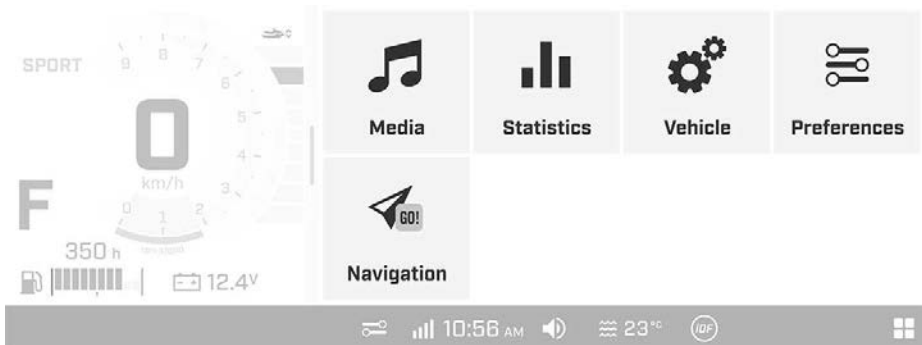 SPORT
9 8 7
6
5
4
3
0 1 2
0
km/h
F
350 h
12.4V
Media
Statistics
Vehicle
Preferences
GO!
Navigation
10:56 AM
23°C
iDF